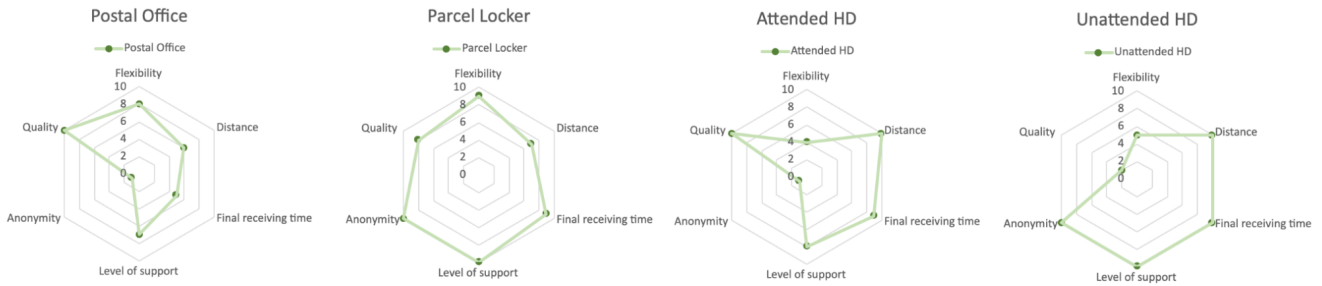 Postal Office
Postal Office
Flexibility
10
8
6
4
2
0
Distance
Final receiving time
Level of support
Anonymity
Quality
Parcel Locker
Parcel Locker
Flexibility
10
8
6
4
2
0
Distance
Final receiving time
Level of support
Anonymity
Quality
Attended HD
Attended HD
Flexibility
10
8
6
4
2
0
Distance
Final receiving time
Level of support
Anonymity
Quality
Unattended HD
Unattended HD
Flexibility
10
8
6
4
2
0
Distance
Final receiving time
Level of support
Anonymity
Quality